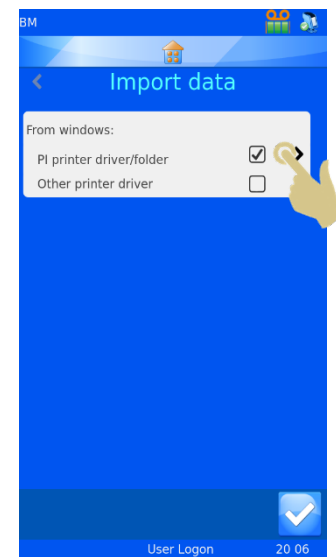 BM
Import data
From windows:
PI printer driver/folder
Other printer driver
User Logon 20 06